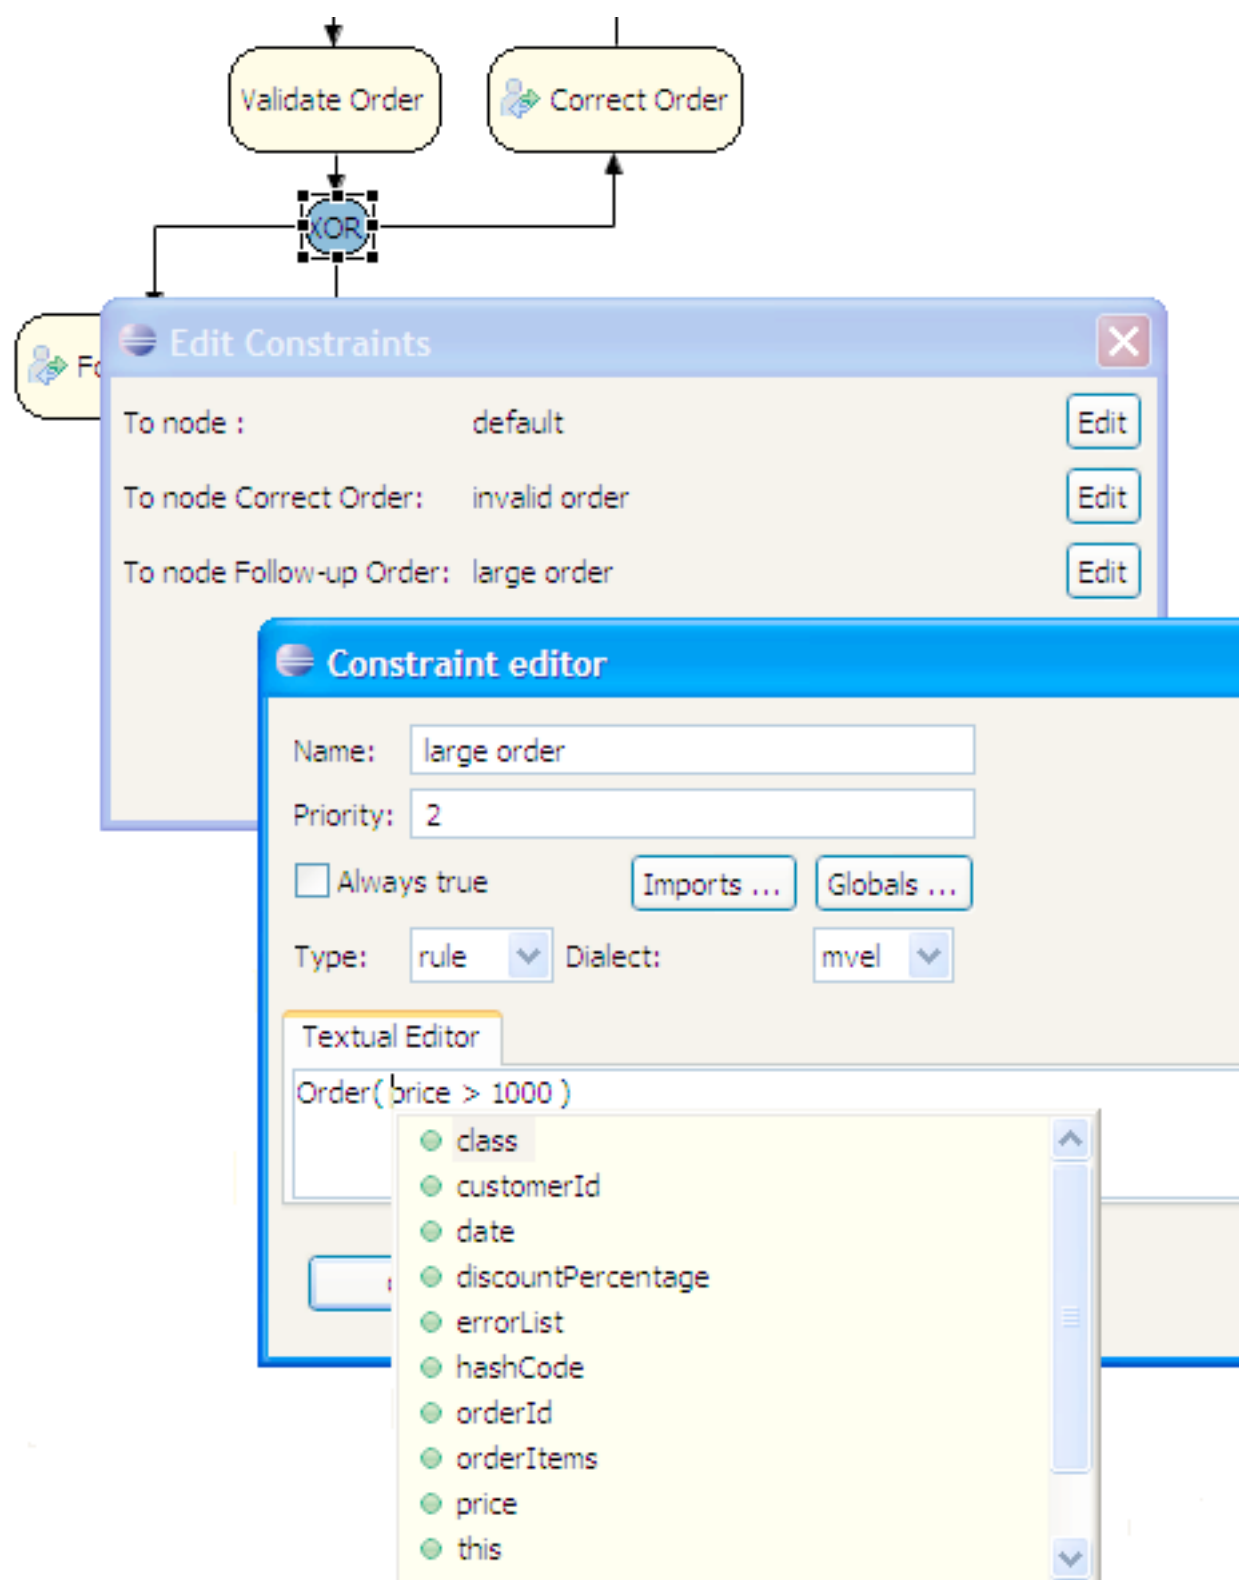 Validate Order
Correct Order
XOR
Edit Constraints
To node : default Edit
To node Correct Order: invalid order Edit
To node Follow-up Order: large order Edit
Constraint editor
Name: large order
Priority: 2
Always true Imports ... Globals ...
Type: rule Dialect: mvel
Textual Editor
Order( price > 1000 )
class
customerId
date
discountPercentage
errorList
hashCode
orderId
orderItems
price
this